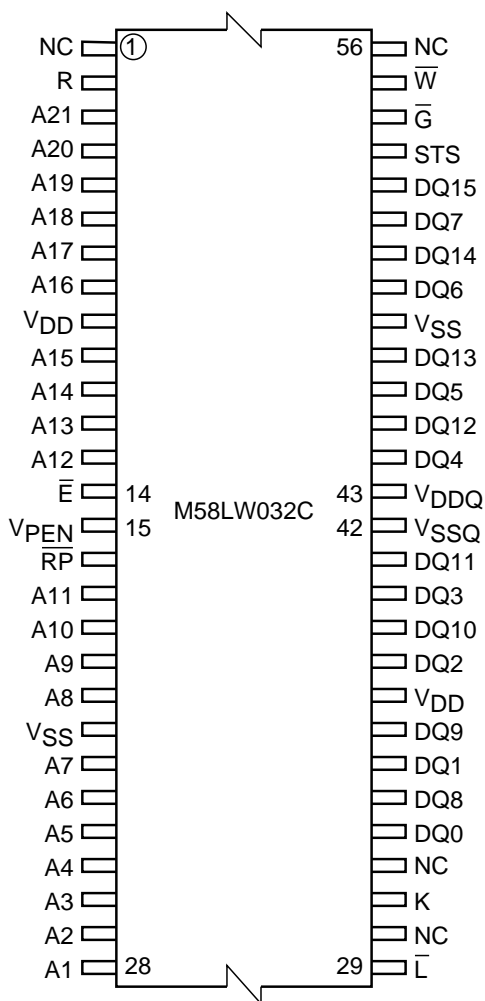 NC ① 56 NC
R W̅
A21 G̅
A20 STS
A19 DQ15
A18 DQ7
A17 DQ14
A16 DQ6
VDD VSS
A15 DQ13
A14 DQ5
A13 DQ12
A12 DQ4
E̅ 14 43 VDDQ
M58LW032C
VPEN 15 42 VSSQ
R̅P̅ DQ11
A11 DQ3
A10 DQ10
A9 DQ2
A8 VDD
VSS DQ9
A7 DQ1
A6 DQ8
A5 DQ0
A4 NC
A3 K
A2 NC
A1 28 29 L̅